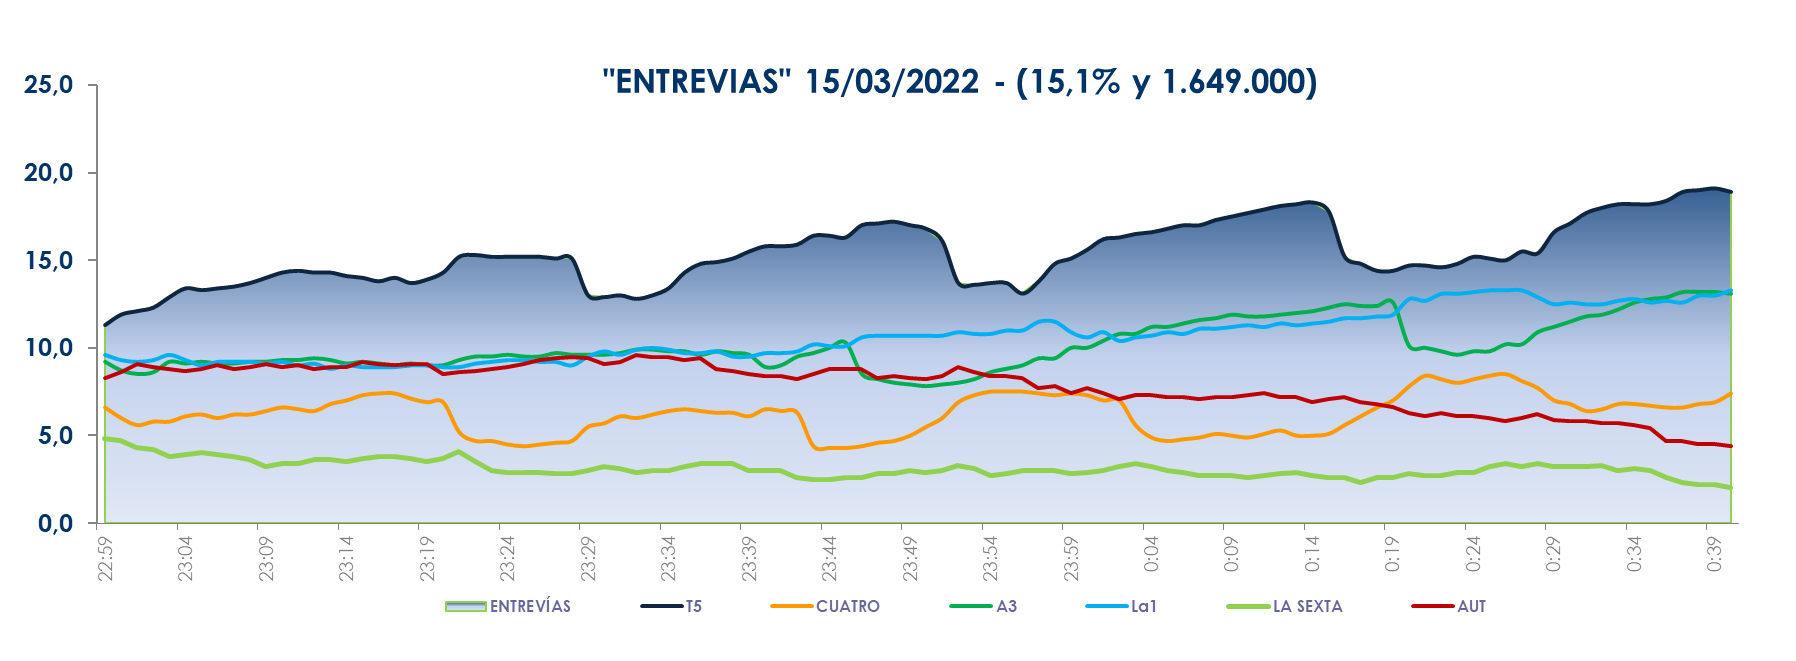 "ENTREVIAS" 15/03/2022 - (15,1% y 1.649.000)
25,0
20,0
15,0
10,0
5,0
0,0
22:59 23:04 23:09 23:14 23:19 23:24 23:29 23:34 23:39 23:44 23:49 23:54 23:59 0:04 0:09 0:14 0:19 0:24 0:29 0:34 0:39
ENTREVÍAS T5 CUATRO A3 La1 LA SEXTA AUT